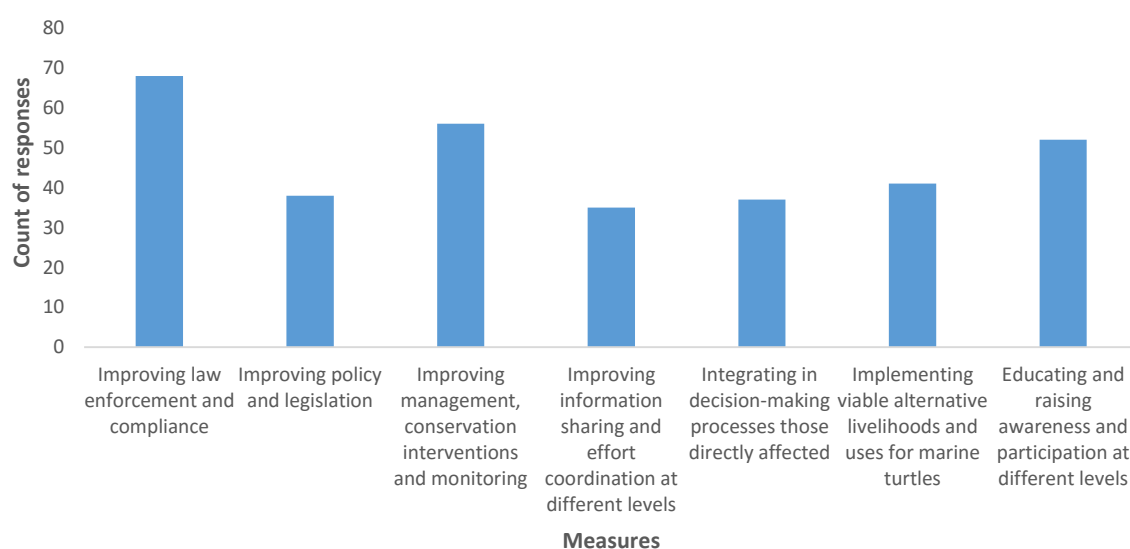 80
70
60
50
40
30
20
10
0
Count of responses
Improving law
enforcement and
compliance
Improving policy
and legislation
Improving
management,
conservation
interventions
and monitoring
Improving
information
sharing and
effort
coordination at
different levels
Integrating in
decision-making
processes those
directly affected
Implementing
viable alternative
livelihoods and
uses for marine
turtles
Educating and
raising
awareness and
participation at
different levels
Measures